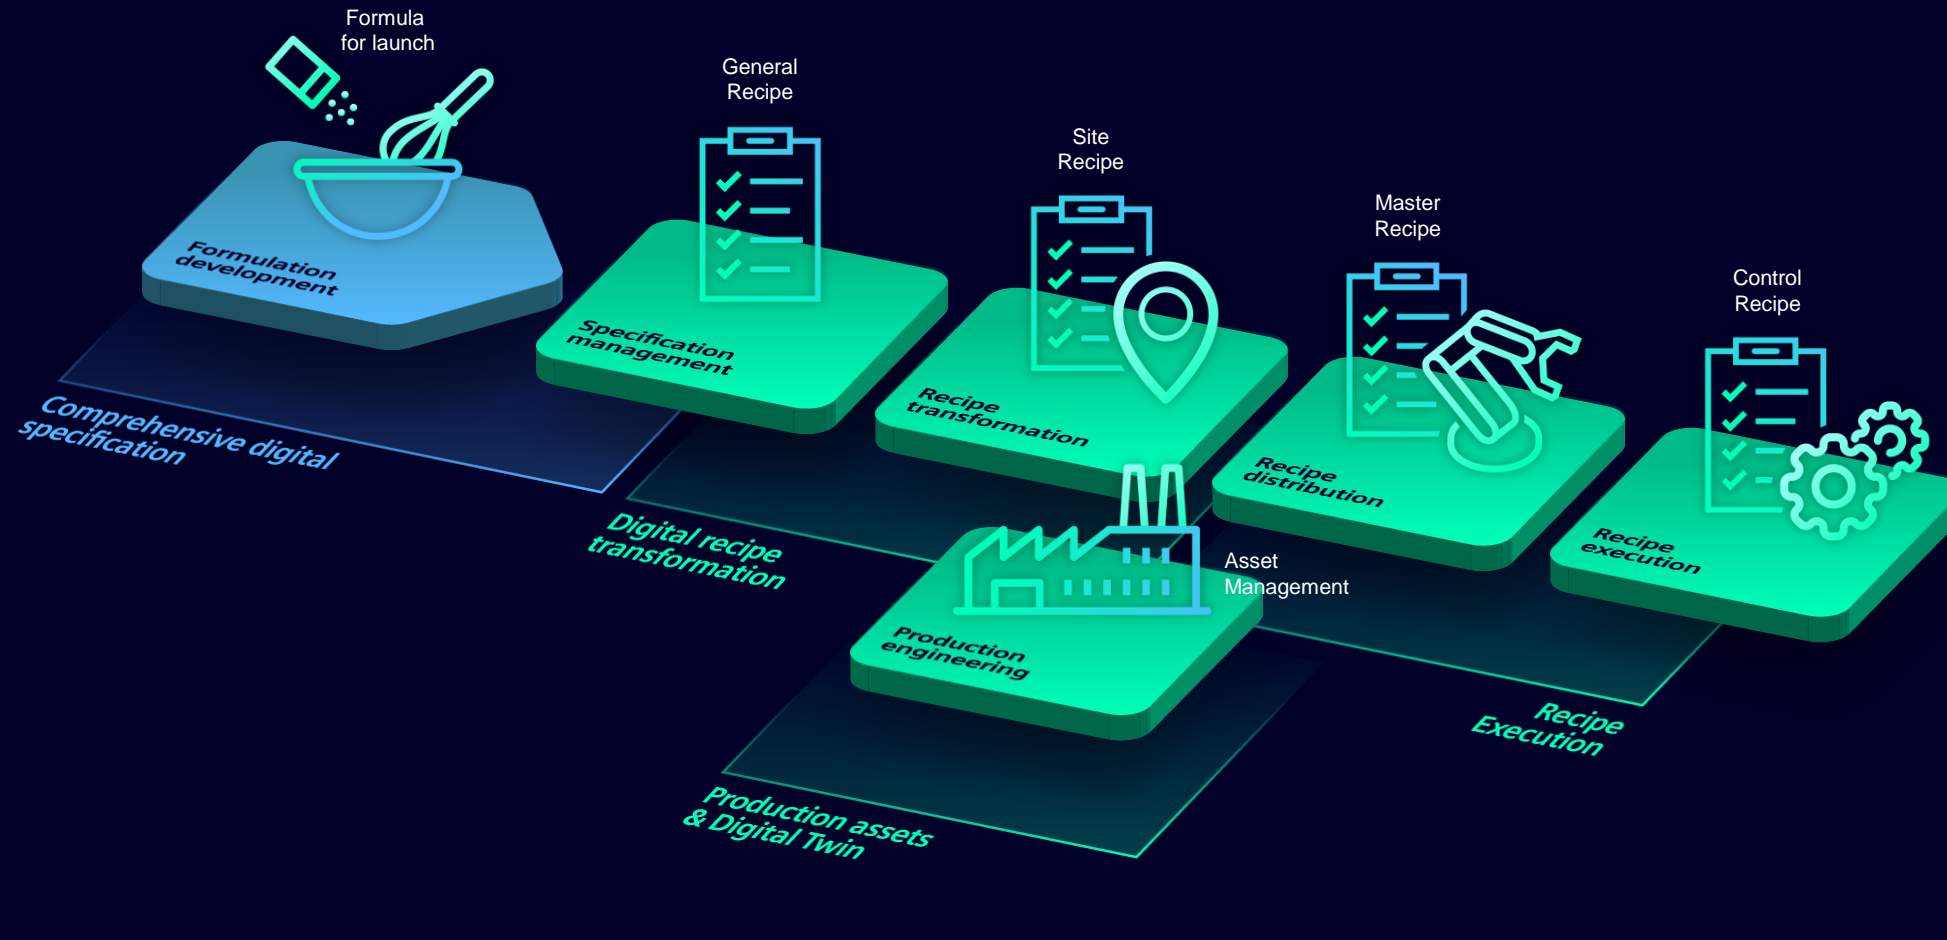 Formula
for launch
General
Recipe
Site
Recipe
Master
Recipe
Control
Recipe
Formulation
development
Specification
management
Recipe
transformation
Recipe
distribution
Recipe
execution
Comprehensive digital
specification
Digital recipe
transformation
Asset
Management
Production
engineering
Recipe
Execution
Production assets
& Digital Twin